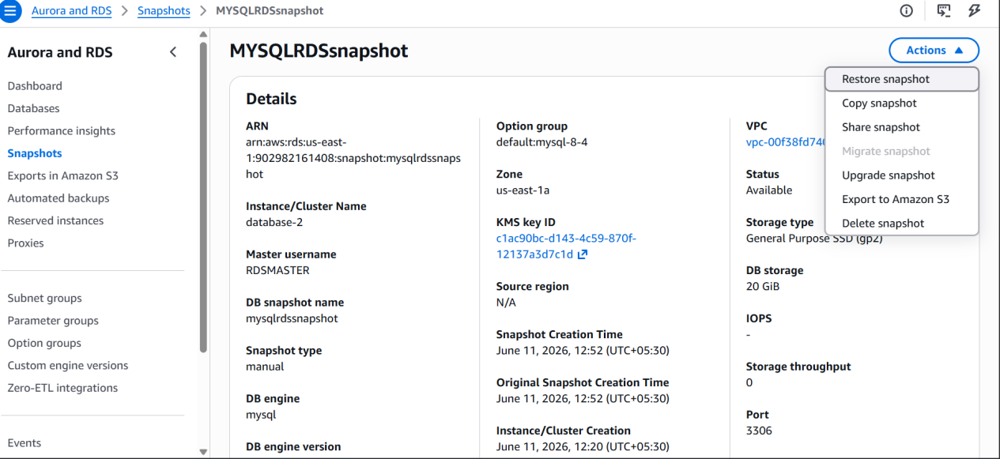 Aurora and RDS > Snapshots > MYSQLRDSsnapshot
Aurora and RDS
Dashboard
Databases
Performance insights
Snapshots
Exports in Amazon S3
Automated backups
Reserved instances
Proxies
Subnet groups
Parameter groups
Option groups
Custom engine versions
Zero-ETL integrations
Events
MYSQLRDSsnapshot
Actions
Restore snapshot
Copy snapshot
Share snapshot
Migrate snapshot
Upgrade snapshot
Export to Amazon S3
Delete snapshot
Details
ARN
arn:aws:rds:us-east-
1:902982161408:snapshot:mysqlrdssnaps
hot
Instance/Cluster Name
database-2
Master username
RDSMASTER
DB snapshot name
mysqlrdssnapshot
Snapshot type
manual
DB engine
mysql
DB engine version
Option group
default:mysql-8-4
Zone
us-east-1a
KMS key ID
c1ac90bc-d143-4c59-870f-
12137a3d7c1d
Source region
N/A
Snapshot Creation Time
June 11, 2026, 12:52 (UTC+05:30)
Original Snapshot Creation Time
June 11, 2026, 12:52 (UTC+05:30)
Instance/Cluster Creation
June 11, 2026, 12:20 (UTC+05:30)
VPC
Status
Available
Storage type
General Purpose SSD (gp2)
DB storage
20 GiB
IOPS
-
Storage throughput
0
Port
3306